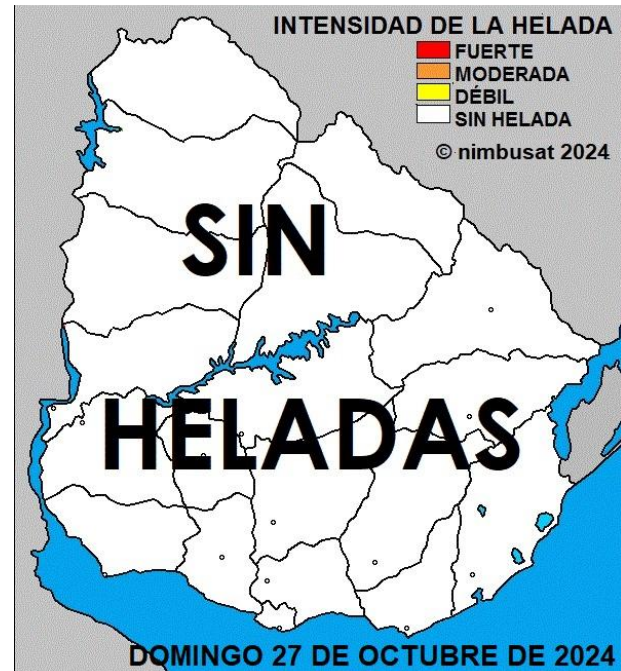 INTENSIDAD DE LA HELADA
FUERTE
MODERADA
DÉBIL
SIN HELADA
© nimbusat 2024
SIN
HELADAS
DOMINGO 27 DE OCTUBRE DE 2024